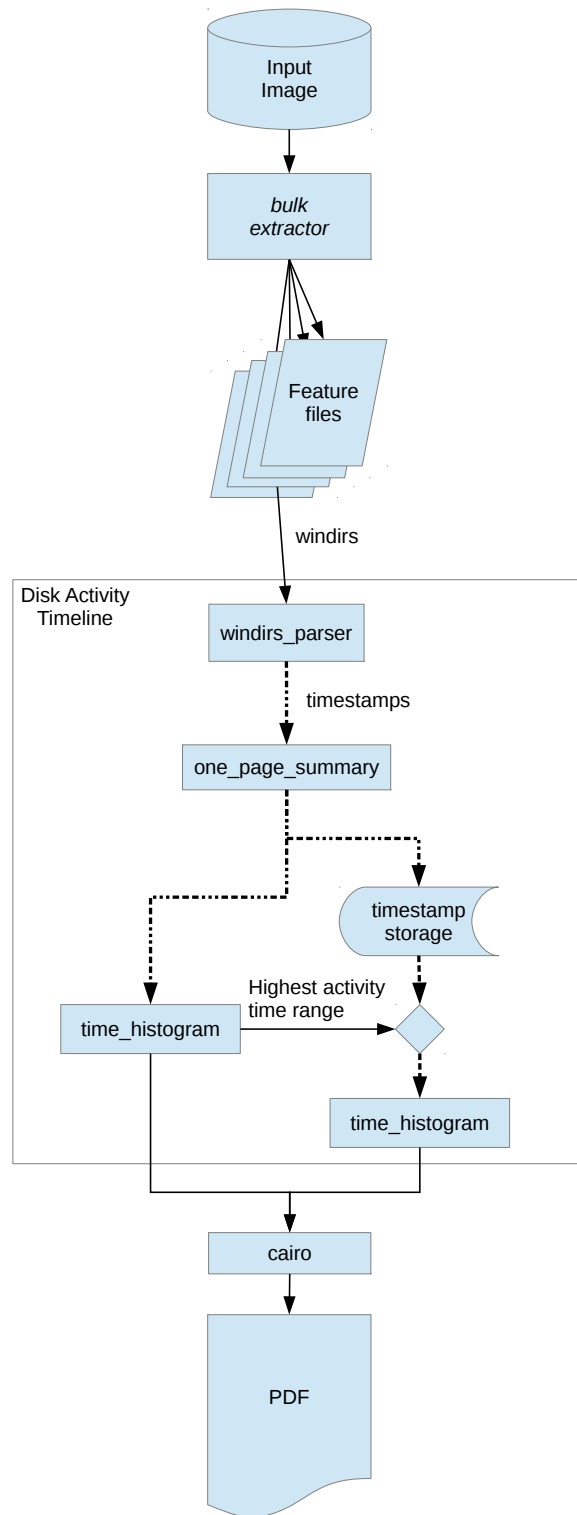 Input
Image
bulk
extractor
Feature
files
windirs
Disk Activity
Timeline
windirs_parser
timestamps
one_page_summary
timestamp
storage
Highest activity
time range
time_histogram
time_histogram
cairo
PDF